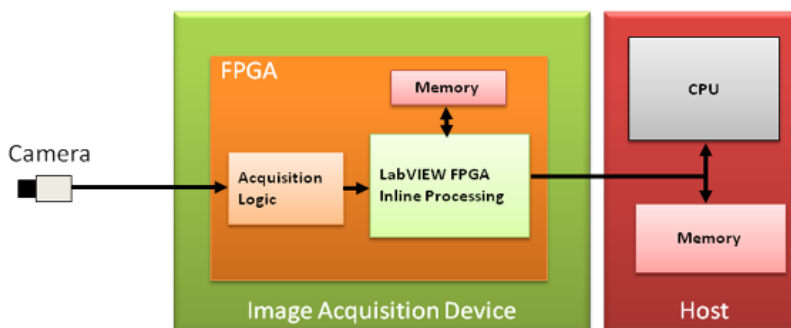 FPGA
Memory
CPU
Camera
Acquisition
Logic
LabVIEW FPGA
Inline Processing
Memory
Image Acquisition Device
Host